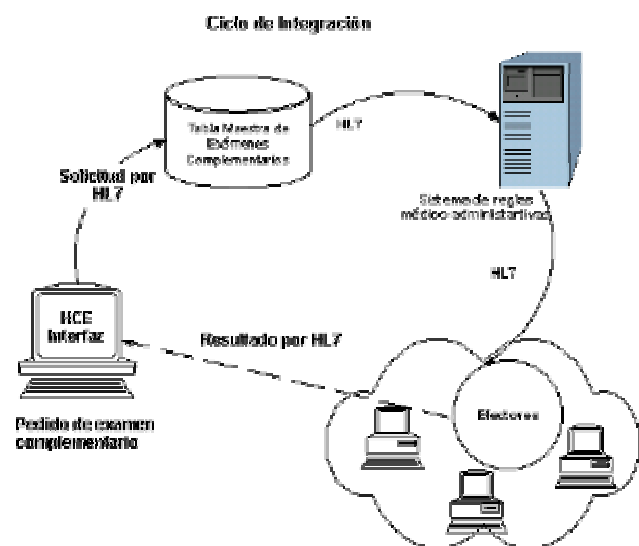 Ciclo de Integración
Tabla Maestra de
Exámenes
Complementarios
HL7
Solicitud por
HL7
Sistema de reglas
médico-administartivas
HL7
HCE
Interfaz
Resultado por HL7
Pedido de examen
complementario
Efectores